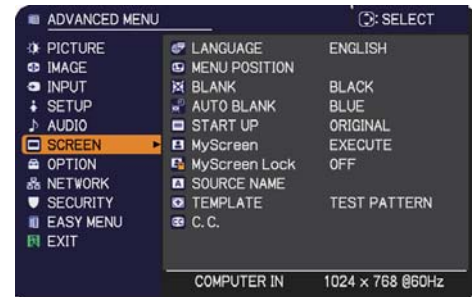 ADVANCED MENU : SELECT
PICTURE LANGUAGE ENGLISH
IMAGE MENU POSITION
INPUT BLANK BLACK
SETUP AUTO BLANK BLUE
AUDIO START UP ORIGINAL
SCREEN MyScreen EXECUTE
OPTION MyScreen Lock OFF
NETWORK SOURCE NAME
SECURITY TEMPLATE TEST PATTERN
EASY MENU C.C.
EXIT
COMPUTER IN 1024 x 768 @60Hz